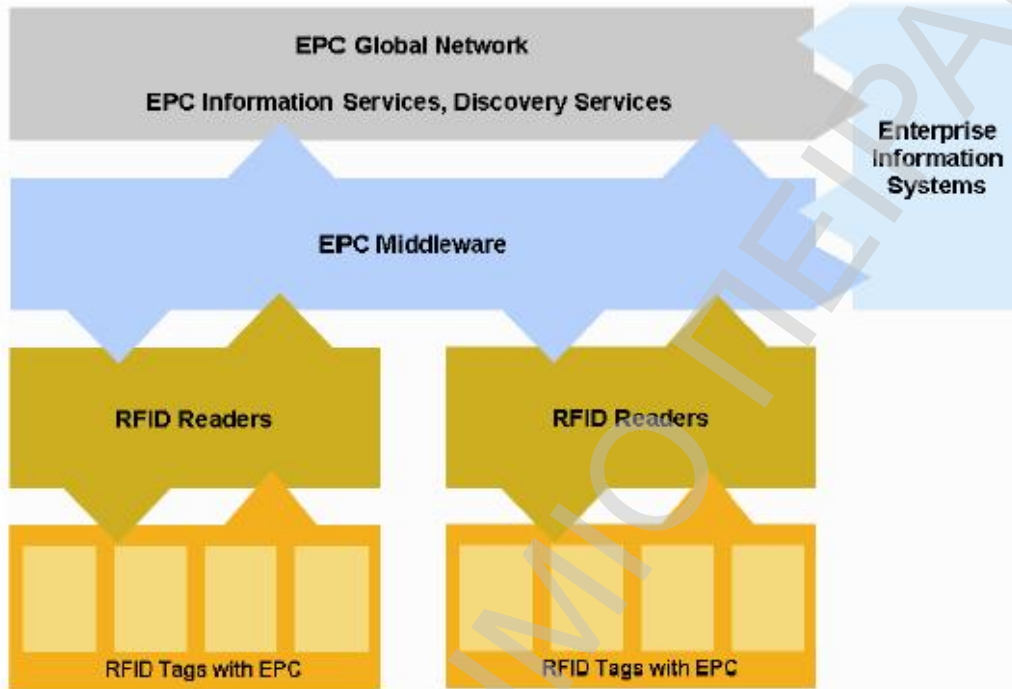 EPC Global Network
EPC Information Services, Discovery Services
Enterprise
Information
Systems
EPC Middleware
RFID Readers
RFID Readers
RFID Tags with EPC
RFID Tags with EPC